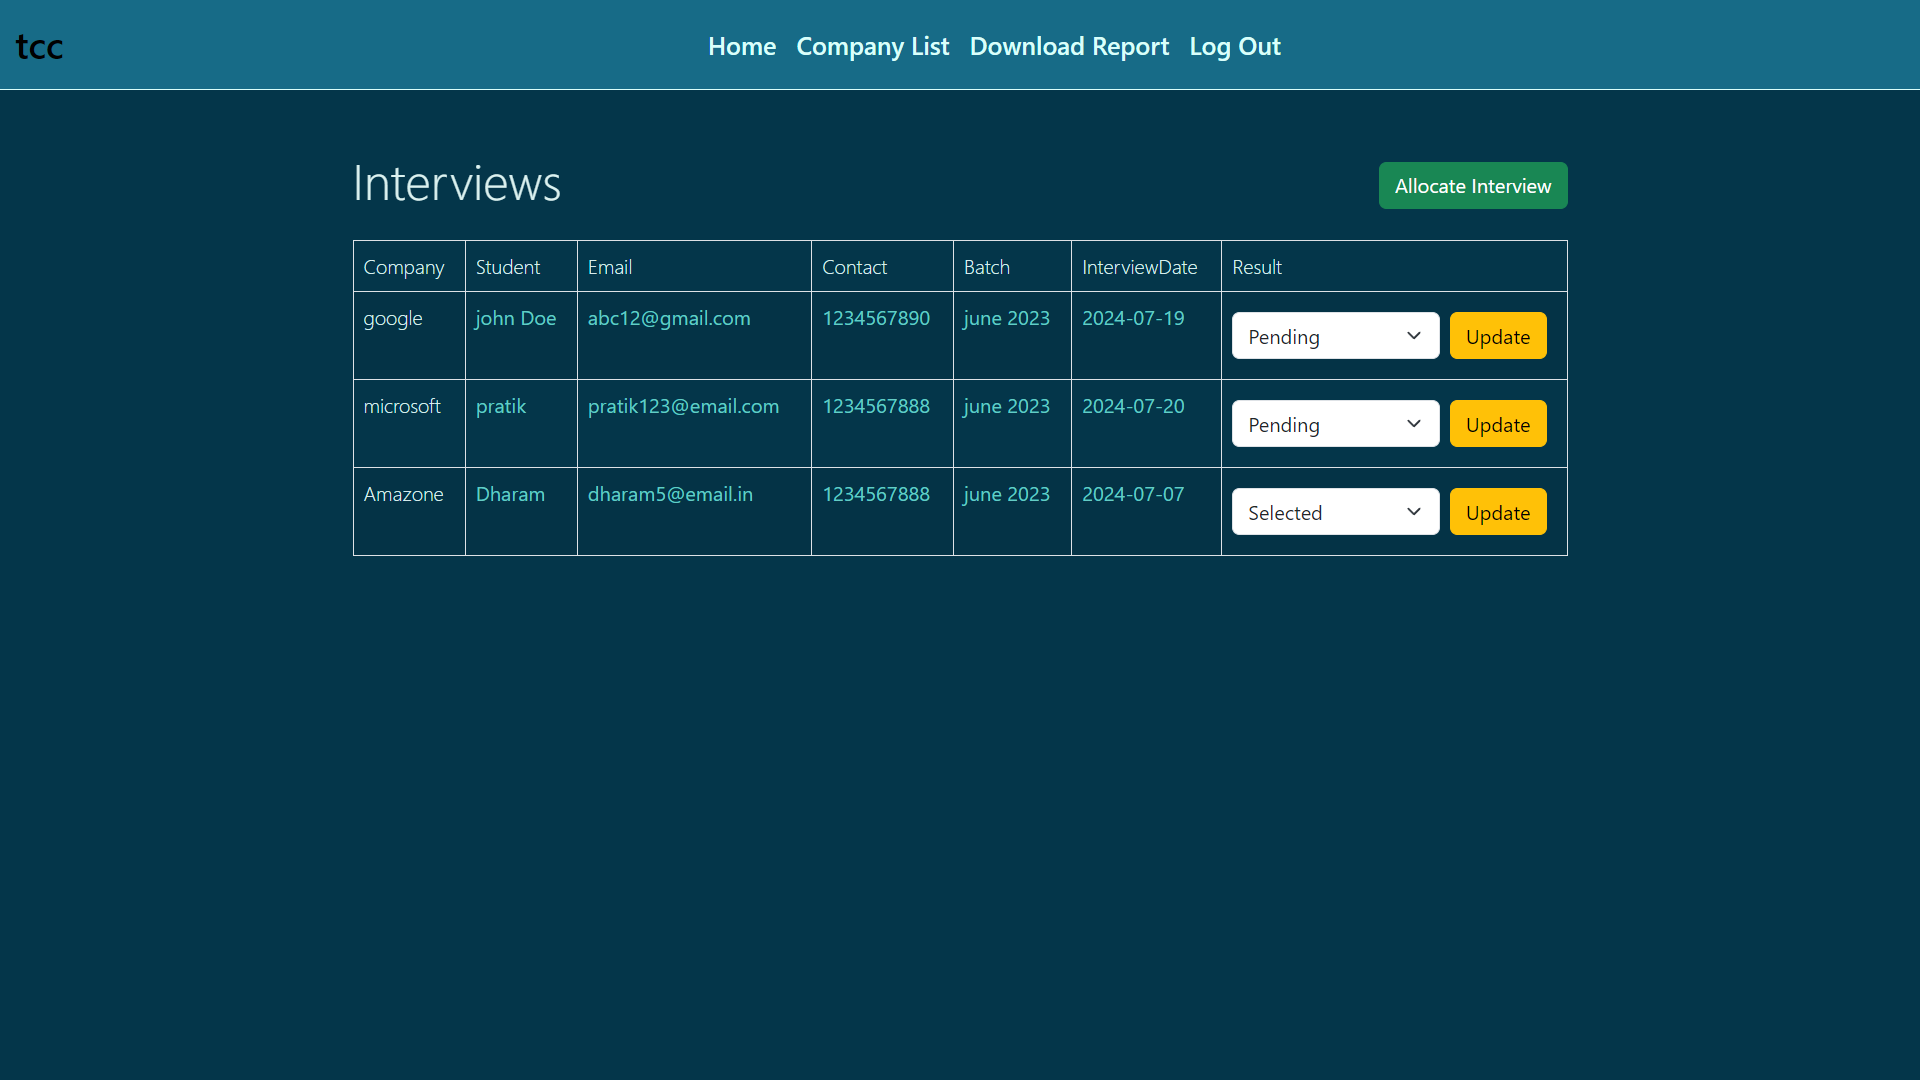 tcc
Home Company List Download Report Log Out
Interviews
Allocate Interview
Company Student Email Contact Batch InterviewDate Result
google john Doe abc12@gmail.com 1234567890 june 2023 2024-07-19 Pending Update
microsoft pratik pratik123@email.com 1234567888 june 2023 2024-07-20 Pending Update
Amazone Dharam dharam5@email.in 1234567888 june 2023 2024-07-07 Selected Update